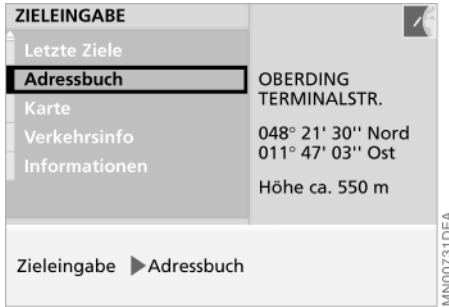 ZIELEINGABE
Letzte Ziele
Adressbuch
Karte
Verkehrsinfo
Informationen
OBERDING
TERMINALSTR.
048° 21' 30'' Nord
011° 47' 03'' Ost
Höhe ca. 550 m
Zieleingabe ▶Adressbuch
MN00731DEA